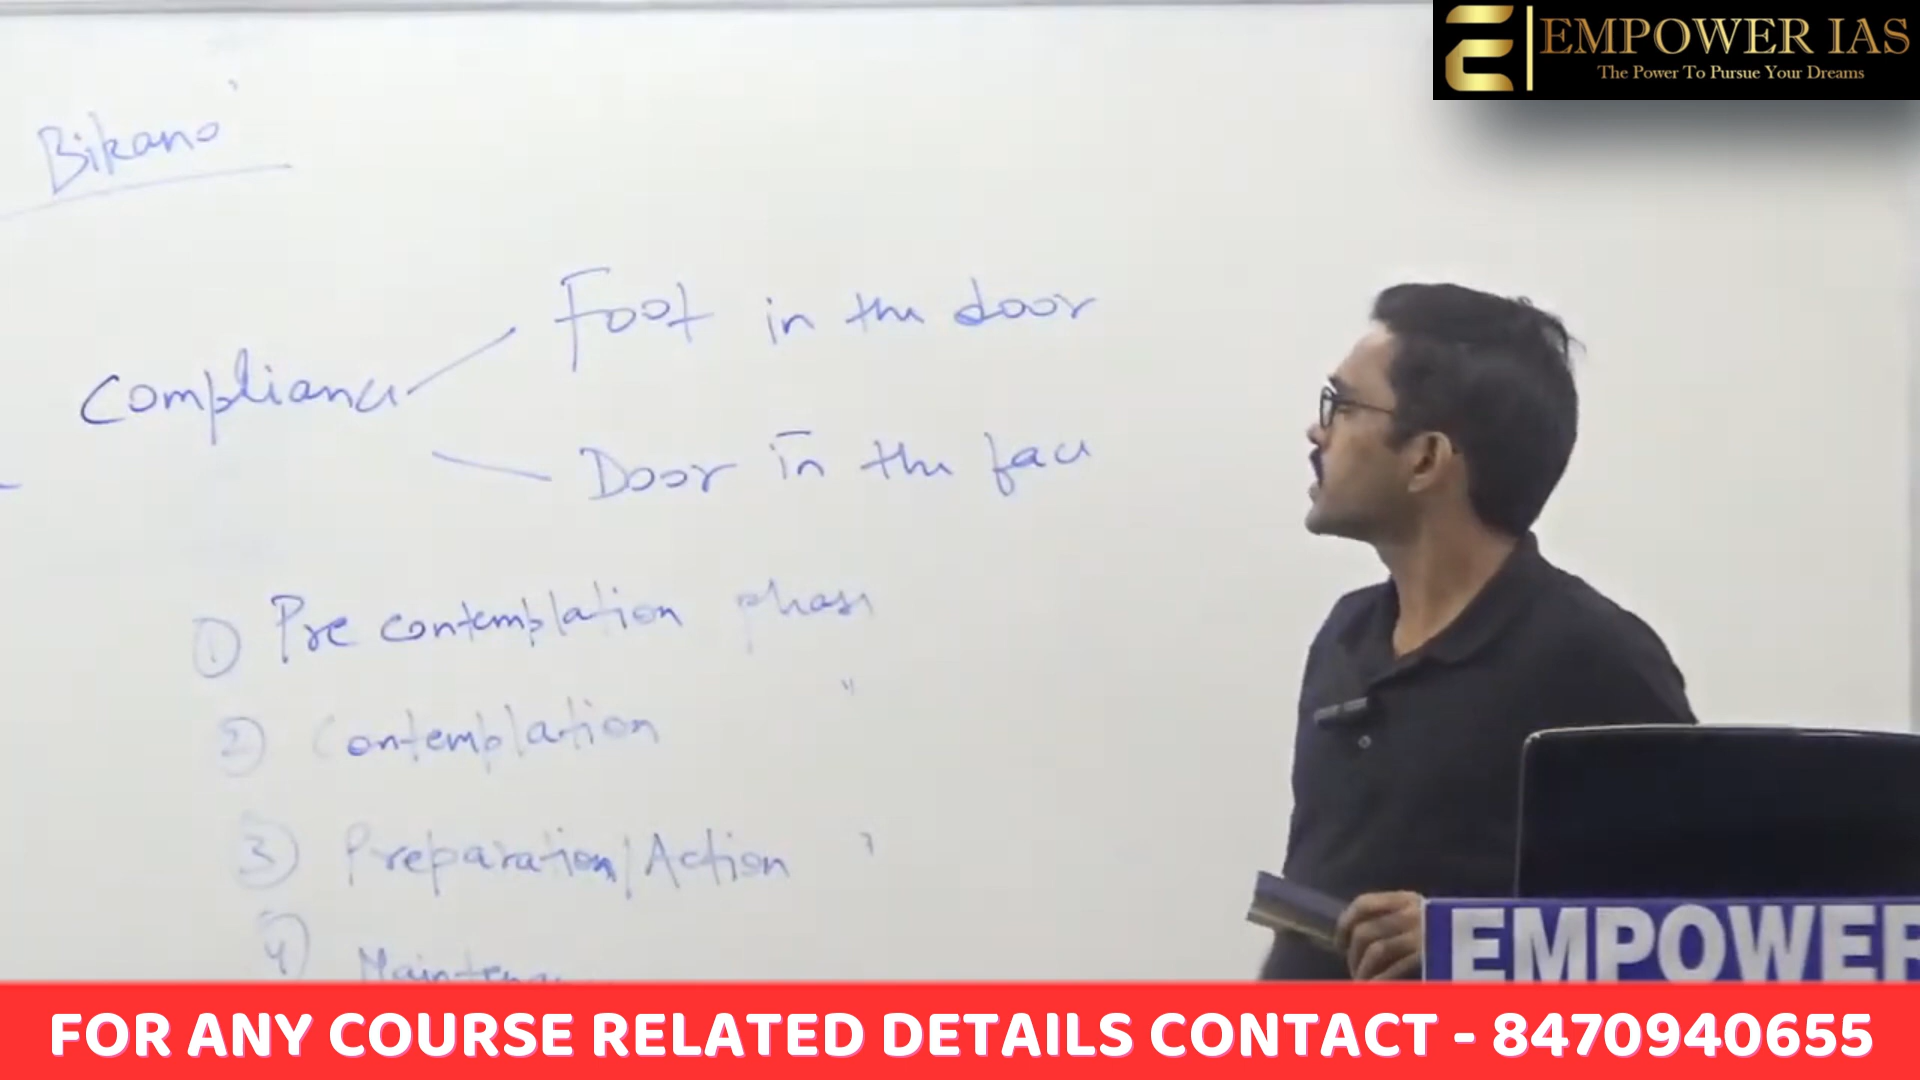 EMPOWER IAS
The Power To Pursue Your Dreams
Bikano
Compliance
Foot in the door
Door in the face
1) Pre contemplation phase
2) Contemplation "
3) Preparation/Action "
4)
EMPOWER
FOR ANY COURSE RELATED DETAILS CONTACT - 8470940655